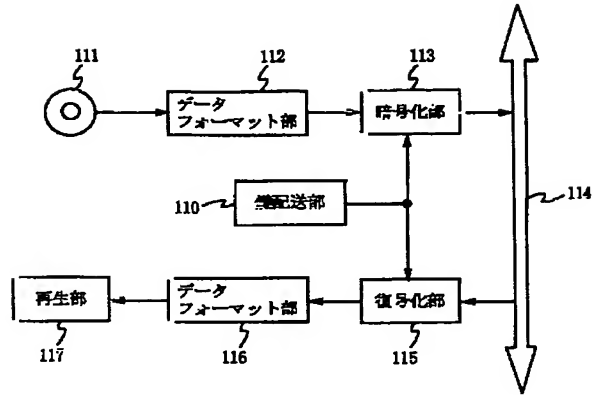 111
112
113
データ
フォーマット部
暗号化部
110
鍵配送部
114
再生部
データ
フォーマット部
復号化部
117
116
115